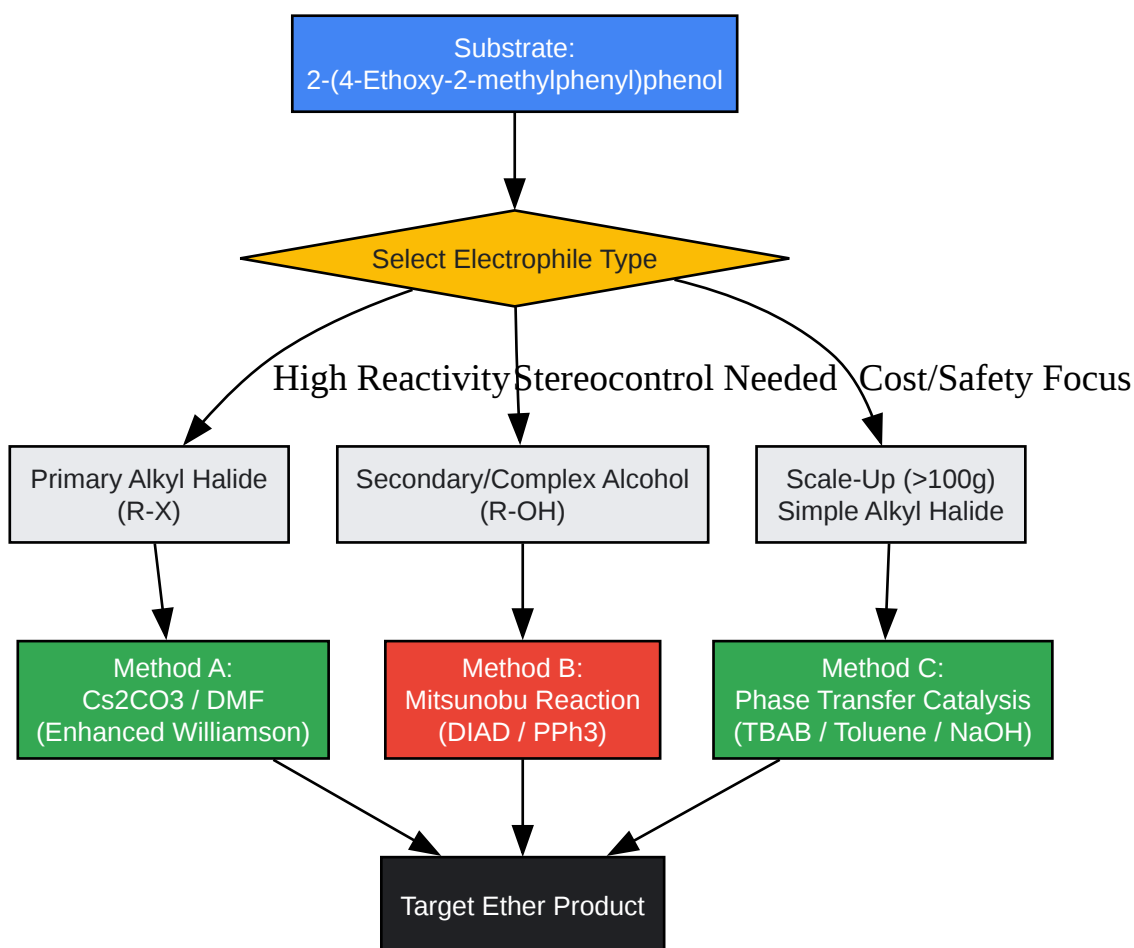 Substrate:
2-(4-Ethoxy-2-methylphenyl)phenol
Select Electrophile Type
High Reactivity
Stereocontrol Needed
Cost/Safety Focus
Primary Alkyl Halide
(R-X)
Secondary/Complex Alcohol
(R-OH)
Scale-Up (>100g)
Simple Alkyl Halide
Method A:
Cs2CO3 / DMF
(Enhanced Williamson)
Method B:
Mitsunobu Reaction
(DIAD / PPh3)
Method C:
Phase Transfer Catalysis
(TBAB / Toluene / NaOH)
Target Ether Product